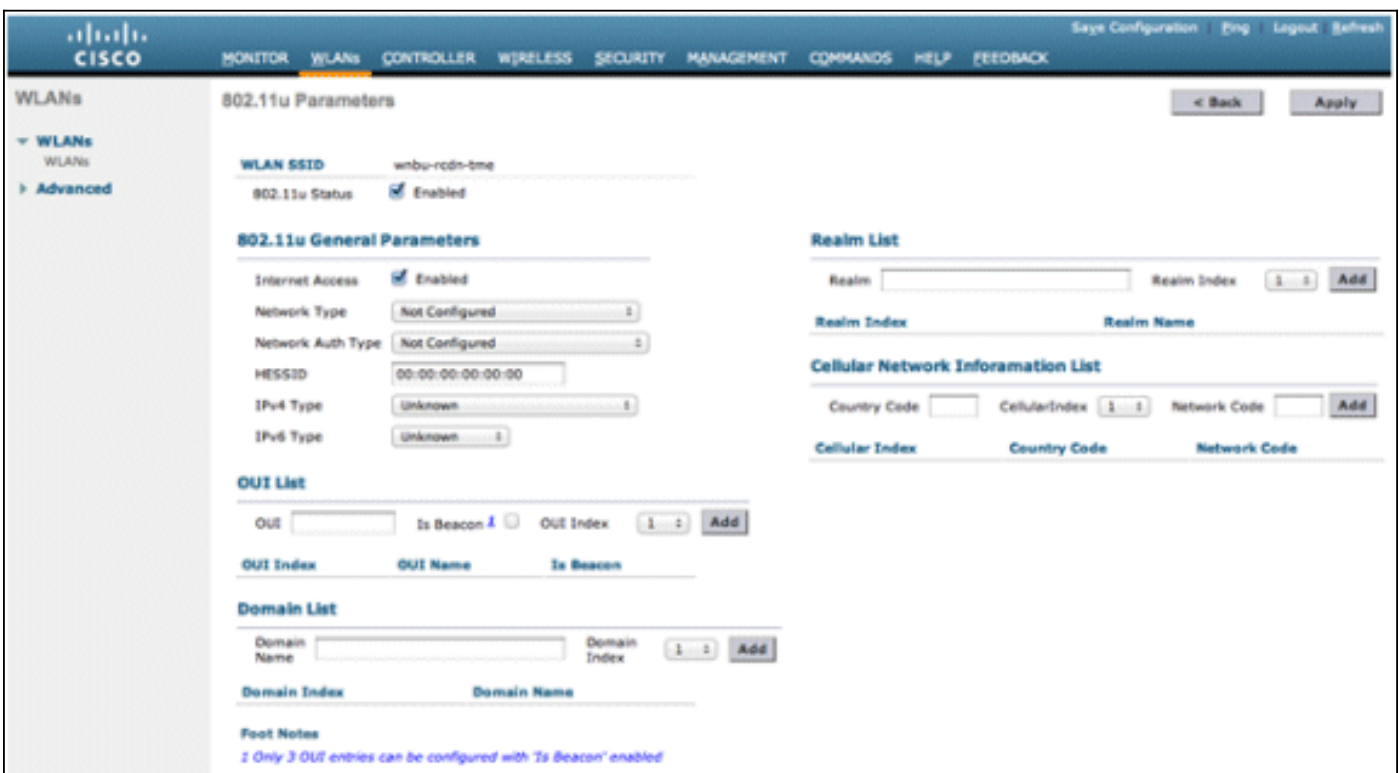 Save Configuration Ping Logout Refresh
CISCO
MONITOR WLANs CONTROLLER WIRELESS SECURITY MANAGEMENT COMMANDS HELP FEEDBACK
WLANs
802.11u Parameters
< Back Apply
WLANs
WLANs
Advanced
WLAN SSID wnbu-rcdn-tme
802.11u Status Enabled
802.11u General Parameters
Internet Access Enabled
Network Type Not Configured
Network Auth Type Not Configured
HESSID 00:00:00:00:00:00
IPv4 Type Unknown
IPv6 Type Unknown
OUI List
OUI Is Beacon 1 OUI Index 1 Add
OUI Index OUI Name Is Beacon
Domain List
Domain Name Domain Index 1 Add
Domain Index Domain Name
Foot Notes
1 Only 3 OUI entries can be configured with 'Is Beacon' enabled
Realm List
Realm Realm Index 1 Add
Realm Index Realm Name
Cellular Network Inforamation List
Country Code CellularIndex 1 Network Code Add
Cellular Index Country Code Network Code